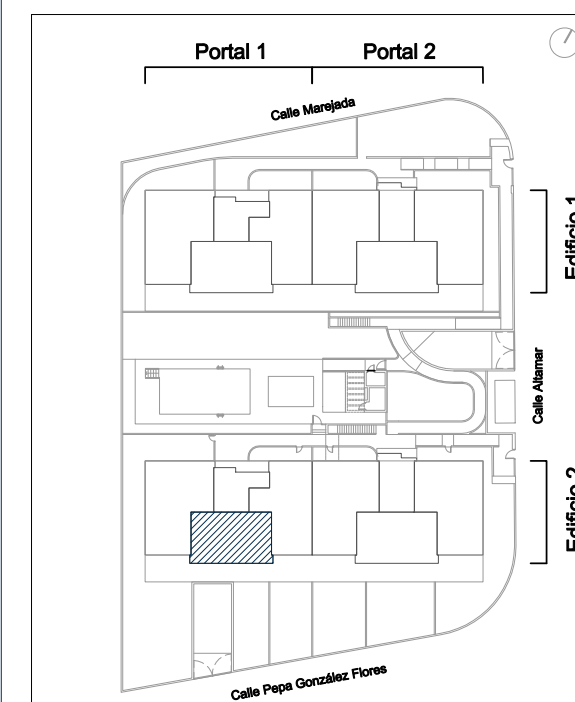 Portal 1
Portal 2
Calle Marejada
Edificio 1
Calle Altamar
Edificio 2
Calle Pepa González Flores